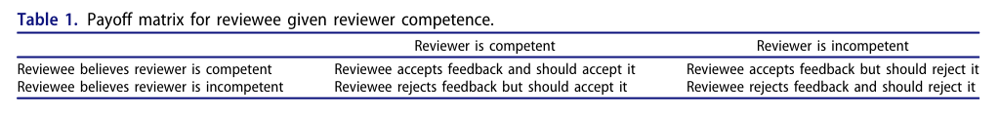 Table 1. Payoff matrix for reviewee given reviewer competence.
Reviewer is competent Reviewer is incompetent
Reviewee believes reviewer is competent Reviewee accepts feedback and should accept it Reviewee accepts feedback but should reject it
Reviewee believes reviewer is incompetent Reviewee rejects feedback but should accept it Reviewee rejects feedback and should reject it